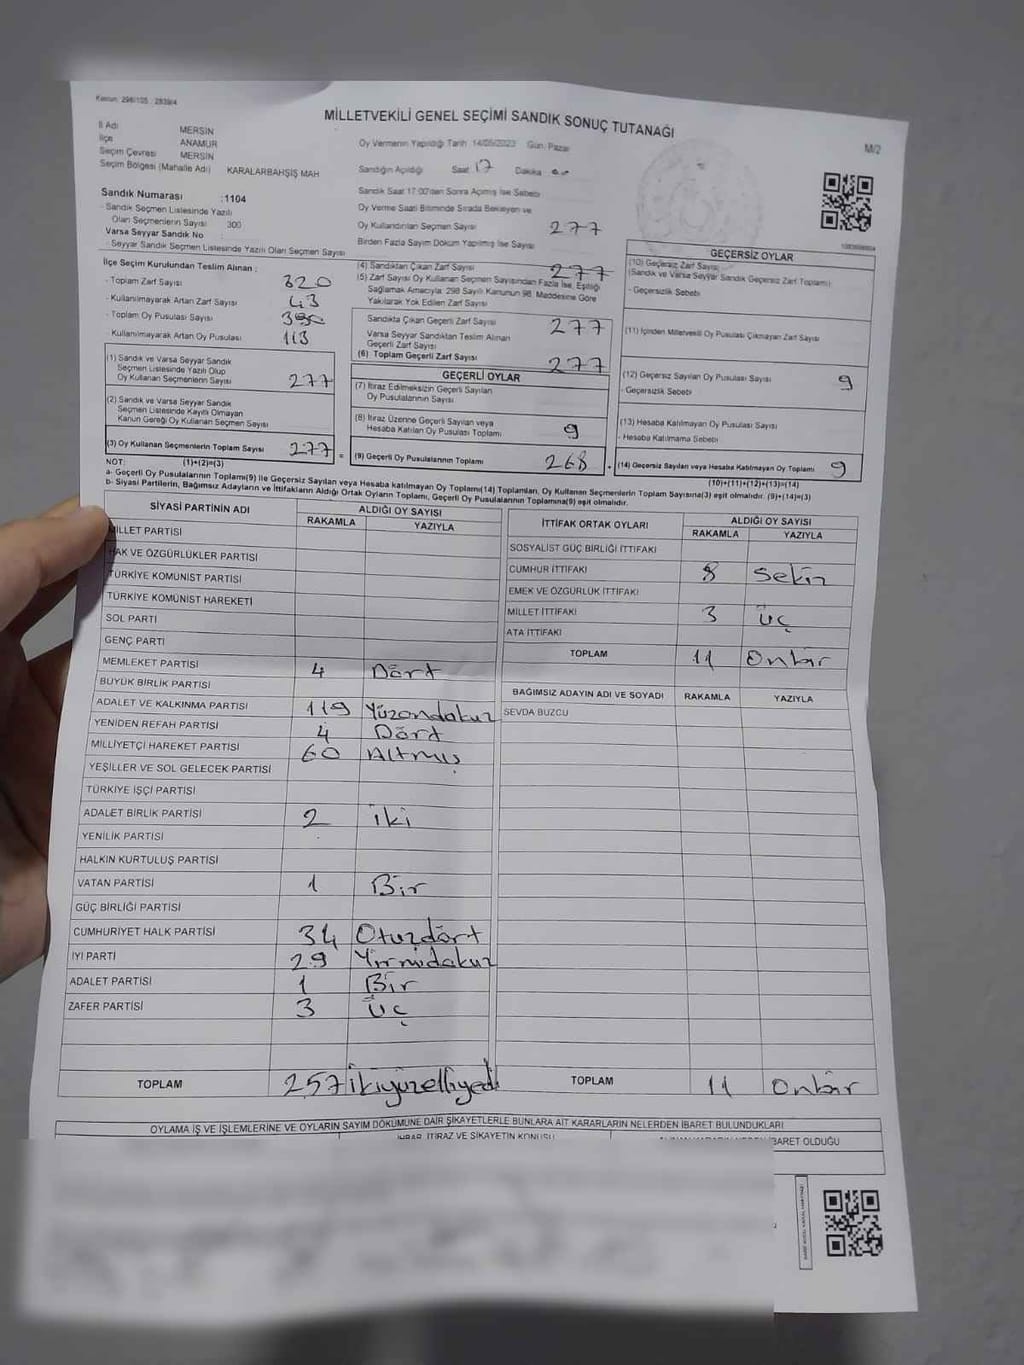 Kanun: 298/105 , 2839/4
MİLLETVEKİLİ GENEL SEÇİMİ SANDIK SONUÇ TUTANAĞI
M/2
İl Adı MERSİN
İlçe ANAMUR
Seçim Çevresi MERSİN
Seçim Bölgesi (Mahalle Adı) KARALARBAHŞİŞ MAH
Sandık Numarası :1104
- Sandık Seçmen Listesinde Yazılı
Olan Seçmenlerin Sayısı 300
Varsa Seyyar Sandık No
- Seyyar Sandık Seçmen Listesinde Yazılı Olan Seçmen Sayısı
Oy Vermenin Yapıldığı Tarih 14/05/2023 Gün: Pazar
Sandığın Açıldığı Saat 17 Dakika
Sandık Saat 17:00'den Sonra Açılmış İse Sebebi
Oy Verme Saati Bitiminde Sırada Bekleyen ve
Oy Kullandırılan Seçmen Sayısı 277
Birden Fazla Sayım Döküm Yapılmış İse Sayısı
İlçe Seçim Kurulundan Teslim Alınan :
- Toplam Zarf Sayısı 320
- Kullanılmayarak Artan Zarf Sayısı 43
- Toplam Oy Pusulası Sayısı 390
- Kullanılmayarak Artan Oy Pusulası 113
(1) Sandık ve Varsa Seyyar Sandık
Seçmen Listesinde Yazılı Olup
Oy Kullanan Seçmenlerin Sayısı 277
(2) Sandık ve Varsa Seyyar Sandık
Seçmen Listesinde Kayıtlı Olmayan
Kanun Gereği Oy Kullanan Seçmen Sayısı
(3) Oy Kullanan Seçmenlerin Toplam Sayısı 277 =
(4) Sandıktan Çıkan Zarf Sayısı 277
(5) Zarf Sayısı Oy Kullanan Seçmen Sayısından Fazla İse, Eşitliği
Sağlamak Amacıyla, 298 Sayılı Kanunun 98. Maddesine Göre
Yakılarak Yok Edilen Zarf Sayısı
Sandıkta Çıkan Geçerli Zarf Sayısı 277
Varsa Seyyar Sandıktan Teslim Alınan
Geçerli Zarf Sayısı
(6) Toplam Geçerli Zarf Sayısı 277
GEÇERLİ OYLAR
(7) İtiraz Edilmeksizin Geçerli Sayılan
Oy Pusulalarının Sayısı
(8) İtiraz Üzerine Geçerli Sayılan veya
Hesaba Katılan Oy Pusulası Toplamı 9
(9) Geçerli Oy Pusulalarının Toplamı 268
GEÇERSİZ OYLAR
(10) Geçersiz Zarf Sayısı
(Sandık ve Varsa Seyyar Sandık Geçersiz Zarf Toplamı)
- Geçersizlik Sebebi
(11) İçinden Milletvekili Oy Pusulası Çıkmayan Zarf Sayısı
(12) Geçersiz Sayılan Oy Pusulası Sayısı 9
- Geçersizlik Sebebi
(13) Hesaba Katılmayan Oy Pusulası Sayısı
- Hesaba Katılmama Sebebi
(14) Geçersiz Sayılan veya Hesaba Katılmayan Oy Toplamı 9
NOT: (1)+(2)=(3)
(10)+(11)+(12)+(13)=(14)
a- Geçerli Oy Pusulalarının Toplamı(9) ile Geçersiz Sayılan veya Hesaba katılmayan Oy Toplamı(14) Toplamları, Oy Kullanan Seçmenlerin Toplam Sayısına(3) eşit olmalıdır. (9)+(14)=(3)
b- Siyasi Partilerin, Bağımsız Adayların ve İttifakların Aldığı Ortak Oyların Toplamı, Geçerli Oy Pusulalarının Toplamına(9) eşit olmalıdır.
SİYASİ PARTİNİN ADI ALDIĞI OY SAYISI
RAKAMLA YAZIYLA
MİLLET PARTİSİ
HAK VE ÖZGÜRLÜKLER PARTİSİ
TÜRKİYE KOMÜNİST PARTİSİ
TÜRKİYE KOMÜNİST HAREKETİ
SOL PARTİ
GENÇ PARTİ
MEMLEKET PARTİSİ 4 Dört
BÜYÜK BİRLİK PARTİSİ
ADALET VE KALKINMA PARTİSİ 119 Yüzondokuz
YENİDEN REFAH PARTİSİ 4 Dört
MİLLİYETÇİ HAREKET PARTİSİ 60 Altmış
YEŞİLLER VE SOL GELECEK PARTİSİ
TÜRKİYE İŞÇİ PARTİSİ
ADALET BİRLİK PARTİSİ 2 iki
YENİLİK PARTİSİ
HALKIN KURTULUŞ PARTİSİ
VATAN PARTİSİ 1 Bir
GÜÇ BİRLİĞİ PARTİSİ
CUMHURİYET HALK PARTİSİ 34 Otuzdört
İYİ PARTİ 29 Yirmidokuz
ADALET PARTİSİ 1 Bir
ZAFER PARTİSİ 3 Üç
TOPLAM 257 ikiyüzelliyedi
İTTİFAK ORTAK OYLARI ALDIĞI OY SAYISI
RAKAMLA YAZIYLA
SOSYALİST GÜÇ BİRLİĞİ İTTİFAKI
CUMHUR İTTİFAKI 8 Sekiz
EMEK VE ÖZGÜRLÜK İTTİFAKI
MİLLET İTTİFAKI 3 Üç
ATA İTTİFAKI
TOPLAM 11 Onbir
BAĞIMSIZ ADAYIN ADI VE SOYADI RAKAMLA YAZIYLA
SEVDA BUZCU
TOPLAM 11 Onbir
OYLAMA İŞ VE İŞLEMLERİNE VE OYLARIN SAYIM DÖKÜMÜNE DAİR ŞİKAYETLERLE BUNLARA AİT KARARLARIN NELERDEN İBARET BULUNDUKLARI
İHBAR, İTİRAZ VE ŞİKAYETİN KONUSU
İBARET OLDUĞU